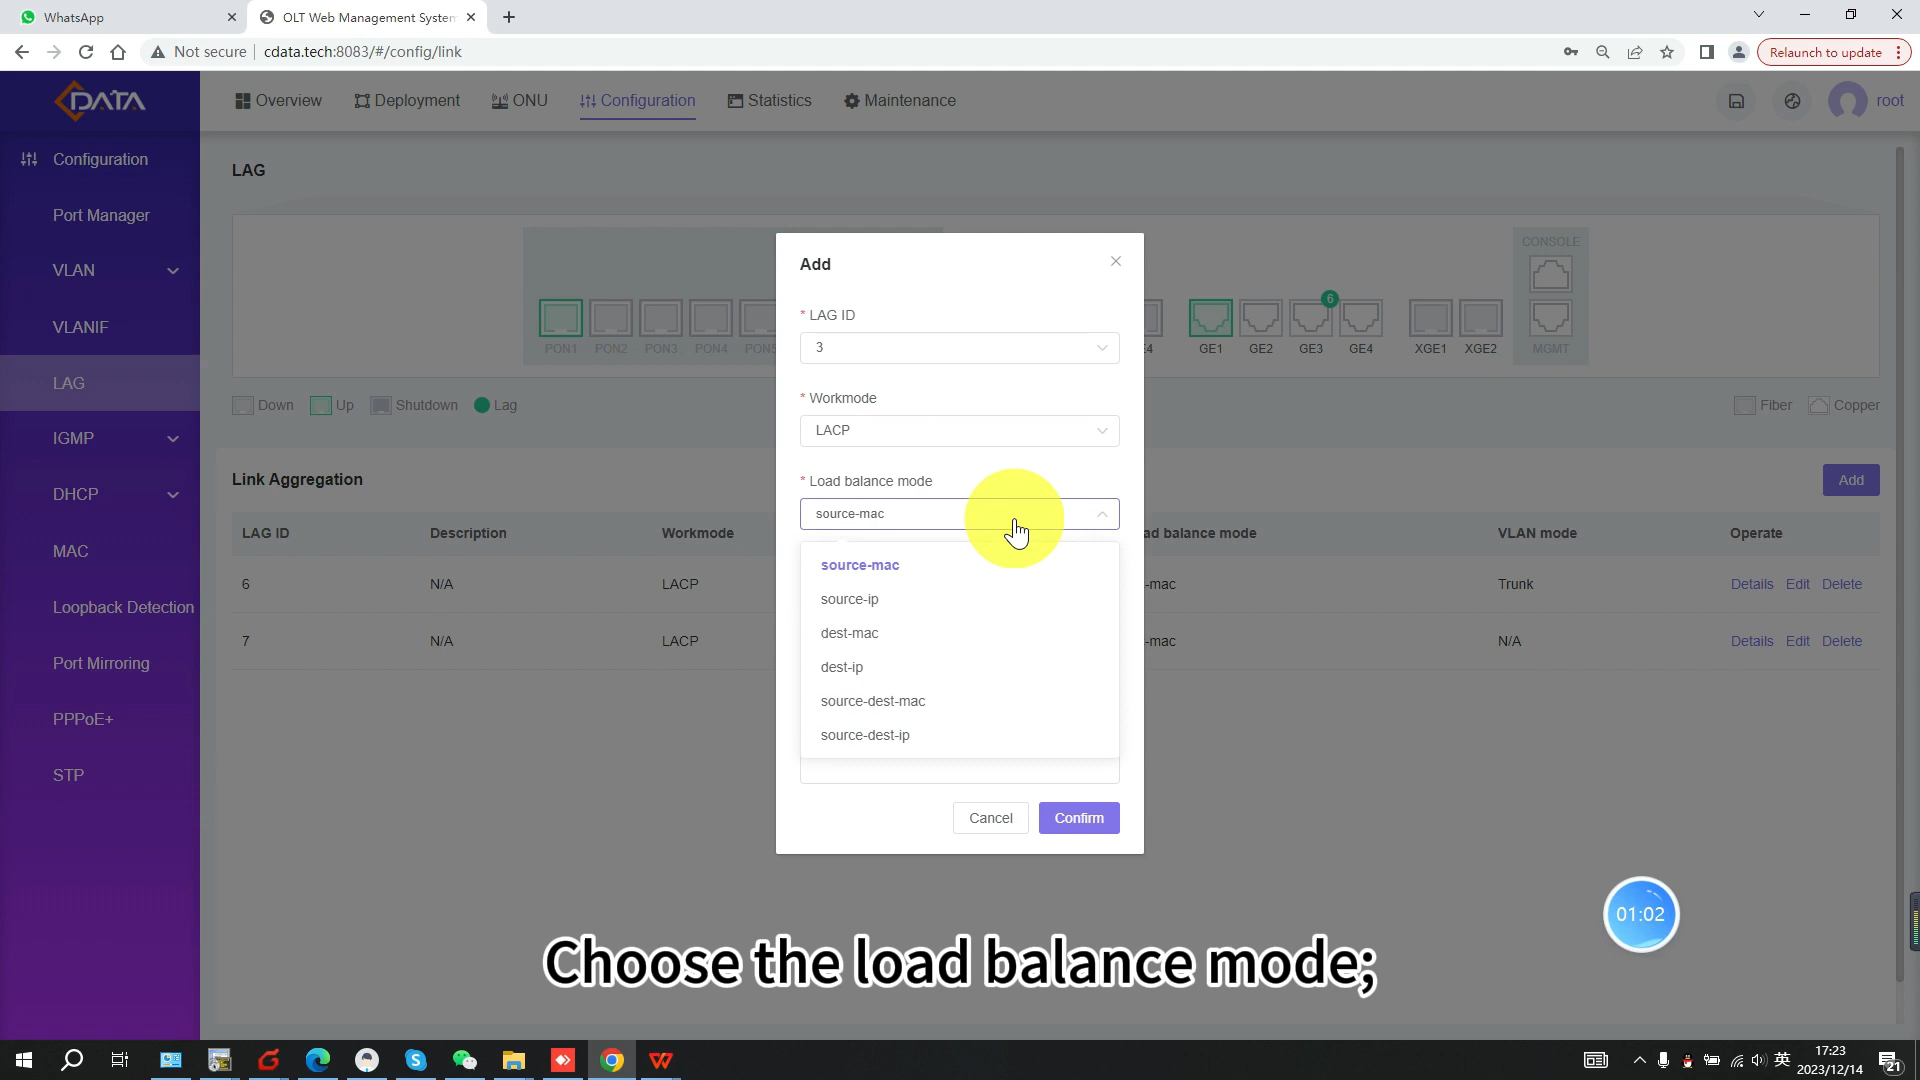 WhatsApp
OLT Web Management System
Not secure
cdata.tech:8083/#/config/link
Relaunch to update
DATA
Overview
Deployment
ONU
Configuration
Statistics
Maintenance
root
Configuration
Port Manager
VLAN
VLANIF
LAG
IGMP
DHCP
MAC
Loopback Detection
Port Mirroring
PPPoE+
STP
LAG
PON1 PON2 PON3 PON4 PON5
GE1 GE2 GE3 GE4
6
XGE1 XGE2
CONSOLE
MGMT
Down Up Shutdown Lag
Fiber Copper
Link Aggregation
Add
LAG ID Description Workmode ad balance mode VLAN mode Operate
6 N/A LACP -mac Trunk Details Edit Delete
7 N/A LACP -mac N/A Details Edit Delete
Add
* LAG ID
3
* Workmode
LACP
* Load balance mode
source-mac
source-mac
source-ip
dest-mac
dest-ip
source-dest-mac
source-dest-ip
Cancel
Confirm
01:02
Choose the load balance mode;
英
17:23
2023/12/14
21